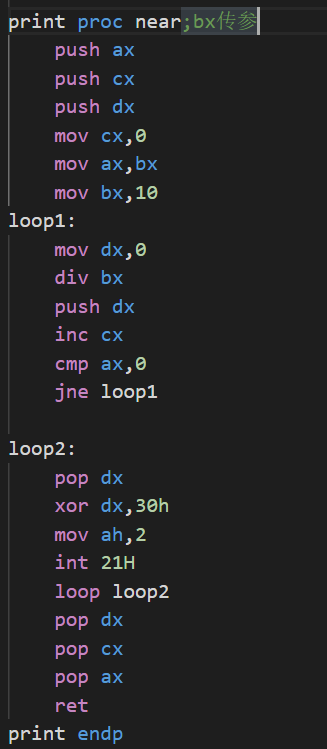 print proc near;bx传参
push ax
push cx
push dx
mov cx,0
mov ax,bx
mov bx,10
loop1:
mov dx,0
div bx
push dx
inc cx
cmp ax,0
jne loop1
loop2:
pop dx
xor dx,30h
mov ah,2
int 21H
loop loop2
pop dx
pop cx
pop ax
ret
print endp